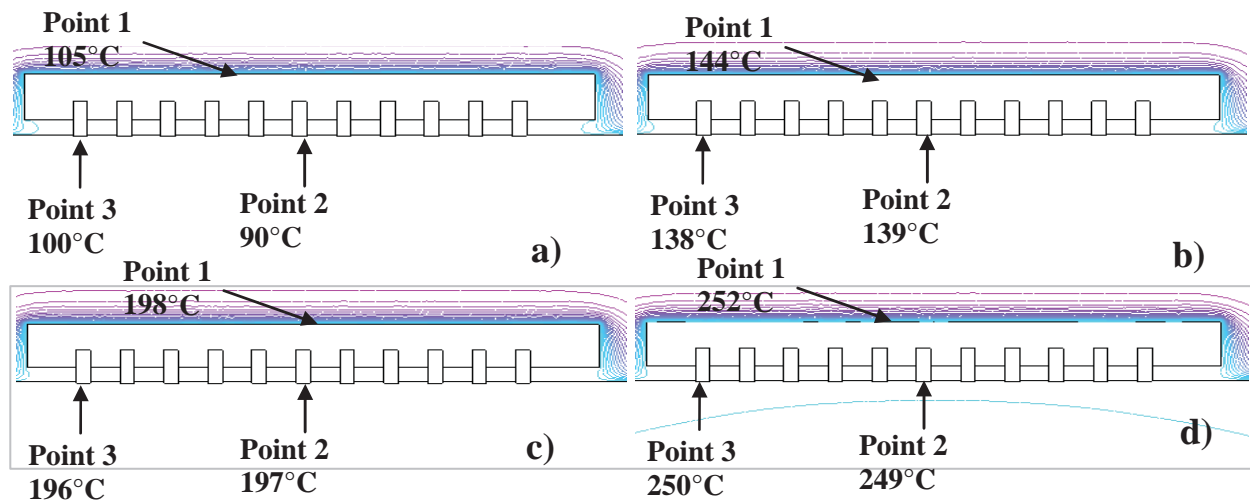 Point 1
105°C
Point 3
100°C
Point 2
90°C
a)
Point 1
144°C
Point 3
138°C
Point 2
139°C
b)
Point 1
198°C
Point 3
196°C
Point 2
197°C
c)
Point 1
252°C
Point 3
250°C
Point 2
249°C
d)